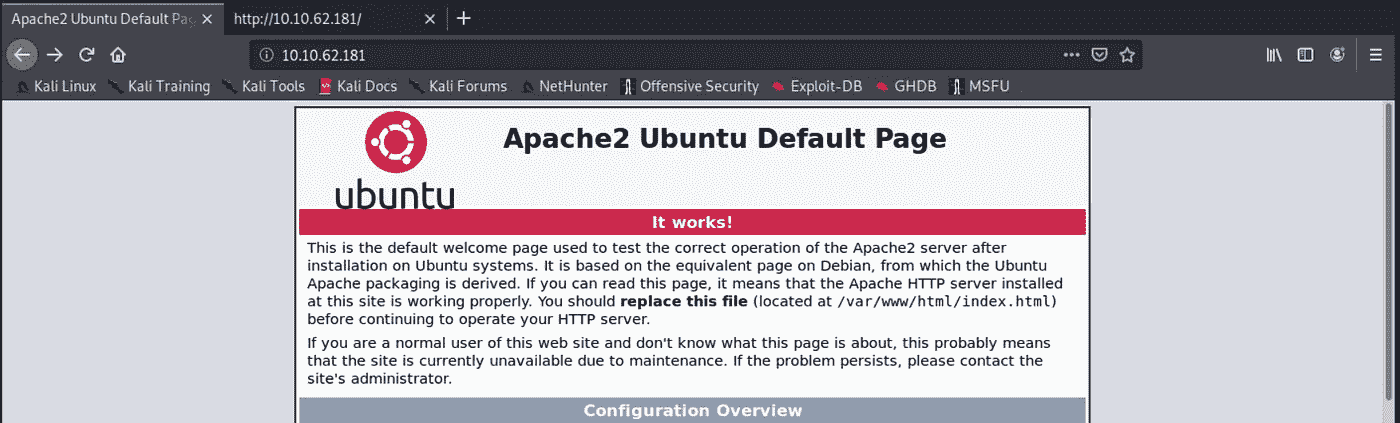 Apache2 Ubuntu Default Pag
http://10.10.62.181/
10.10.62.181
Kali Linux Kali Training Kali Tools Kali Docs Kali Forums NetHunter Offensive Security Exploit-DB GHDB MSFU
ubuntu
Apache2 Ubuntu Default Page
It works!
This is the default welcome page used to test the correct operation of the Apache2 server after
installation on Ubuntu systems. It is based on the equivalent page on Debian, from which the Ubuntu
Apache packaging is derived. If you can read this page, it means that the Apache HTTP server installed
at this site is working properly. You should replace this file (located at /var/www/html/index.html)
before continuing to operate your HTTP server.
If you are a normal user of this web site and don't know what this page is about, this probably means
that the site is currently unavailable due to maintenance. If the problem persists, please contact the
site's administrator.
Configuration Overview